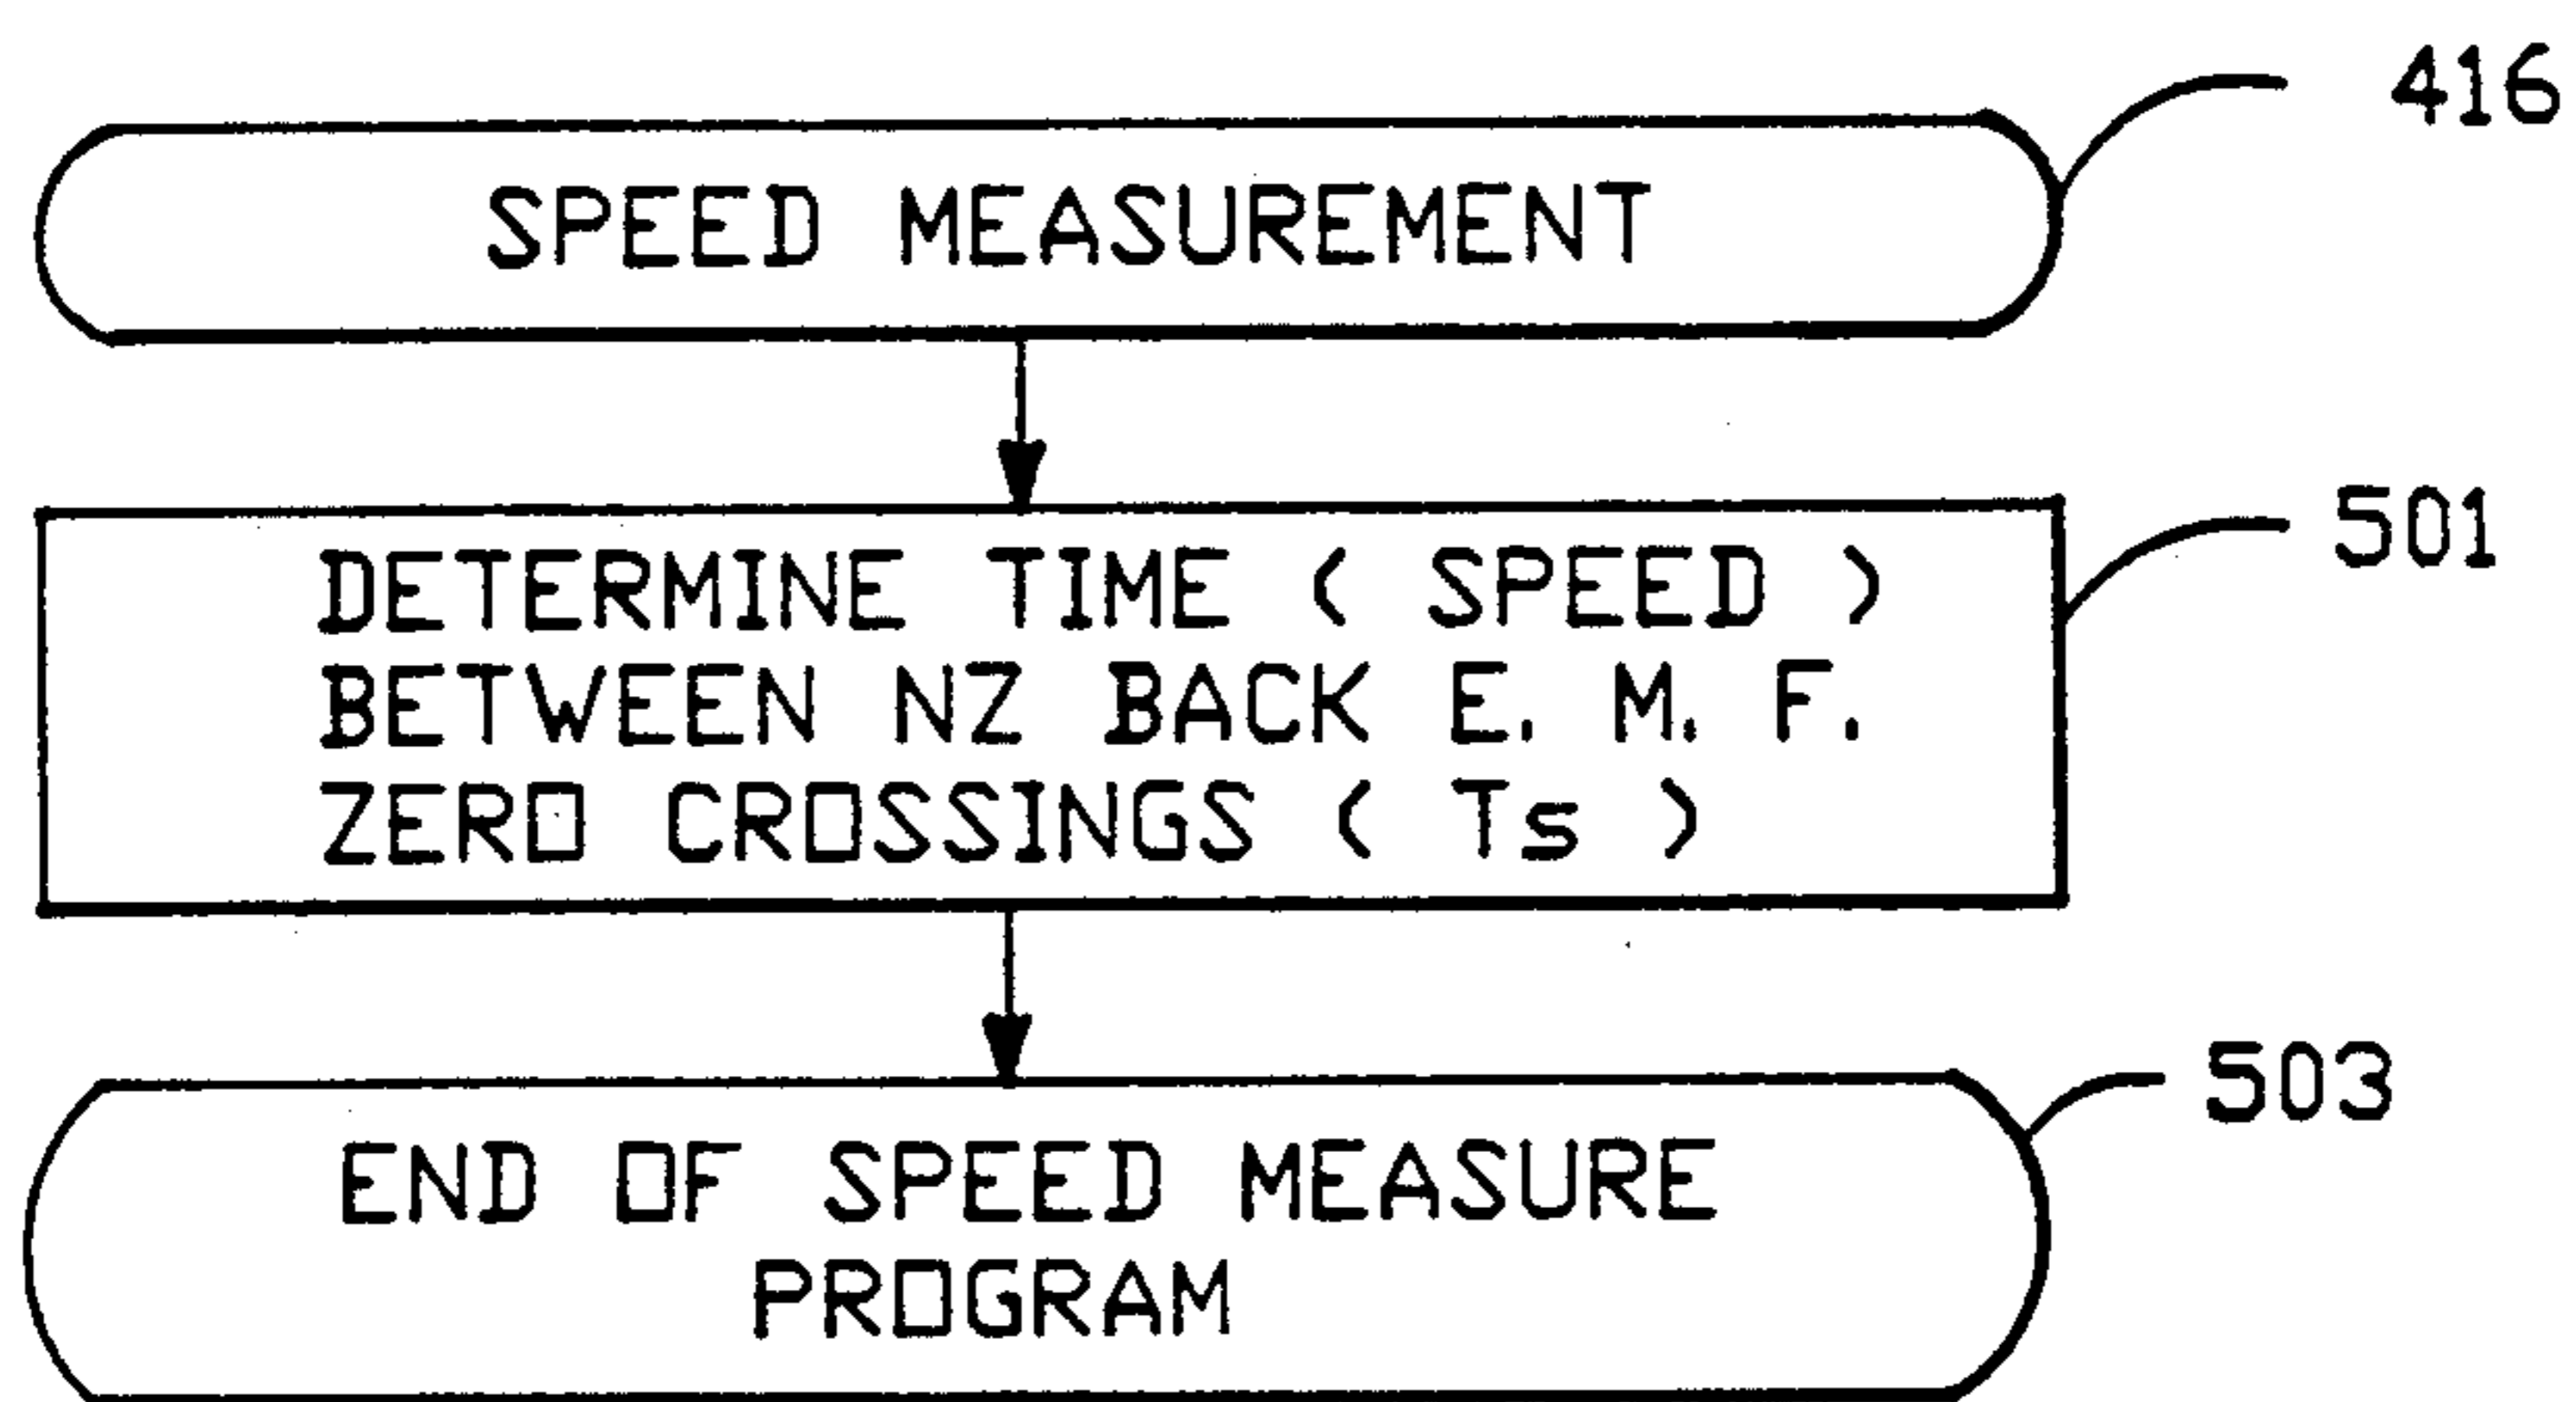 416
SPEED MEASUREMENT
501
DETERMINE TIME ( SPEED )
BETWEEN NZ BACK E. M. F.
ZERO CROSSINGS ( Ts )
503
END OF SPEED MEASURE
PROGRAM